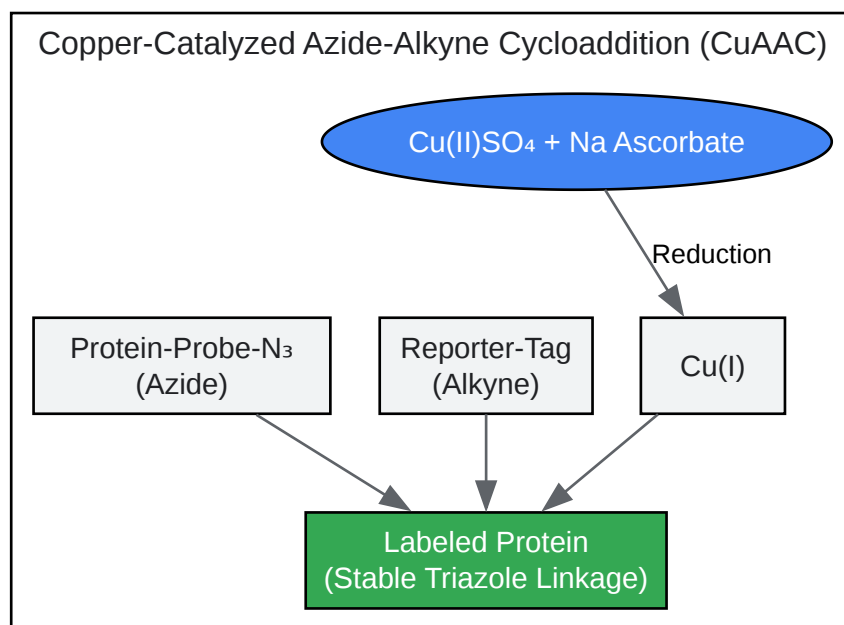 Copper-Catalyzed Azide-Alkyne Cycloaddition (CuAAC)
Cu(II)SO₄ + Na Ascorbate
Reduction
Protein-Probe-N₃
(Azide)
Reporter-Tag
(Alkyne)
Cu(I)
Labeled Protein
(Stable Triazole Linkage)